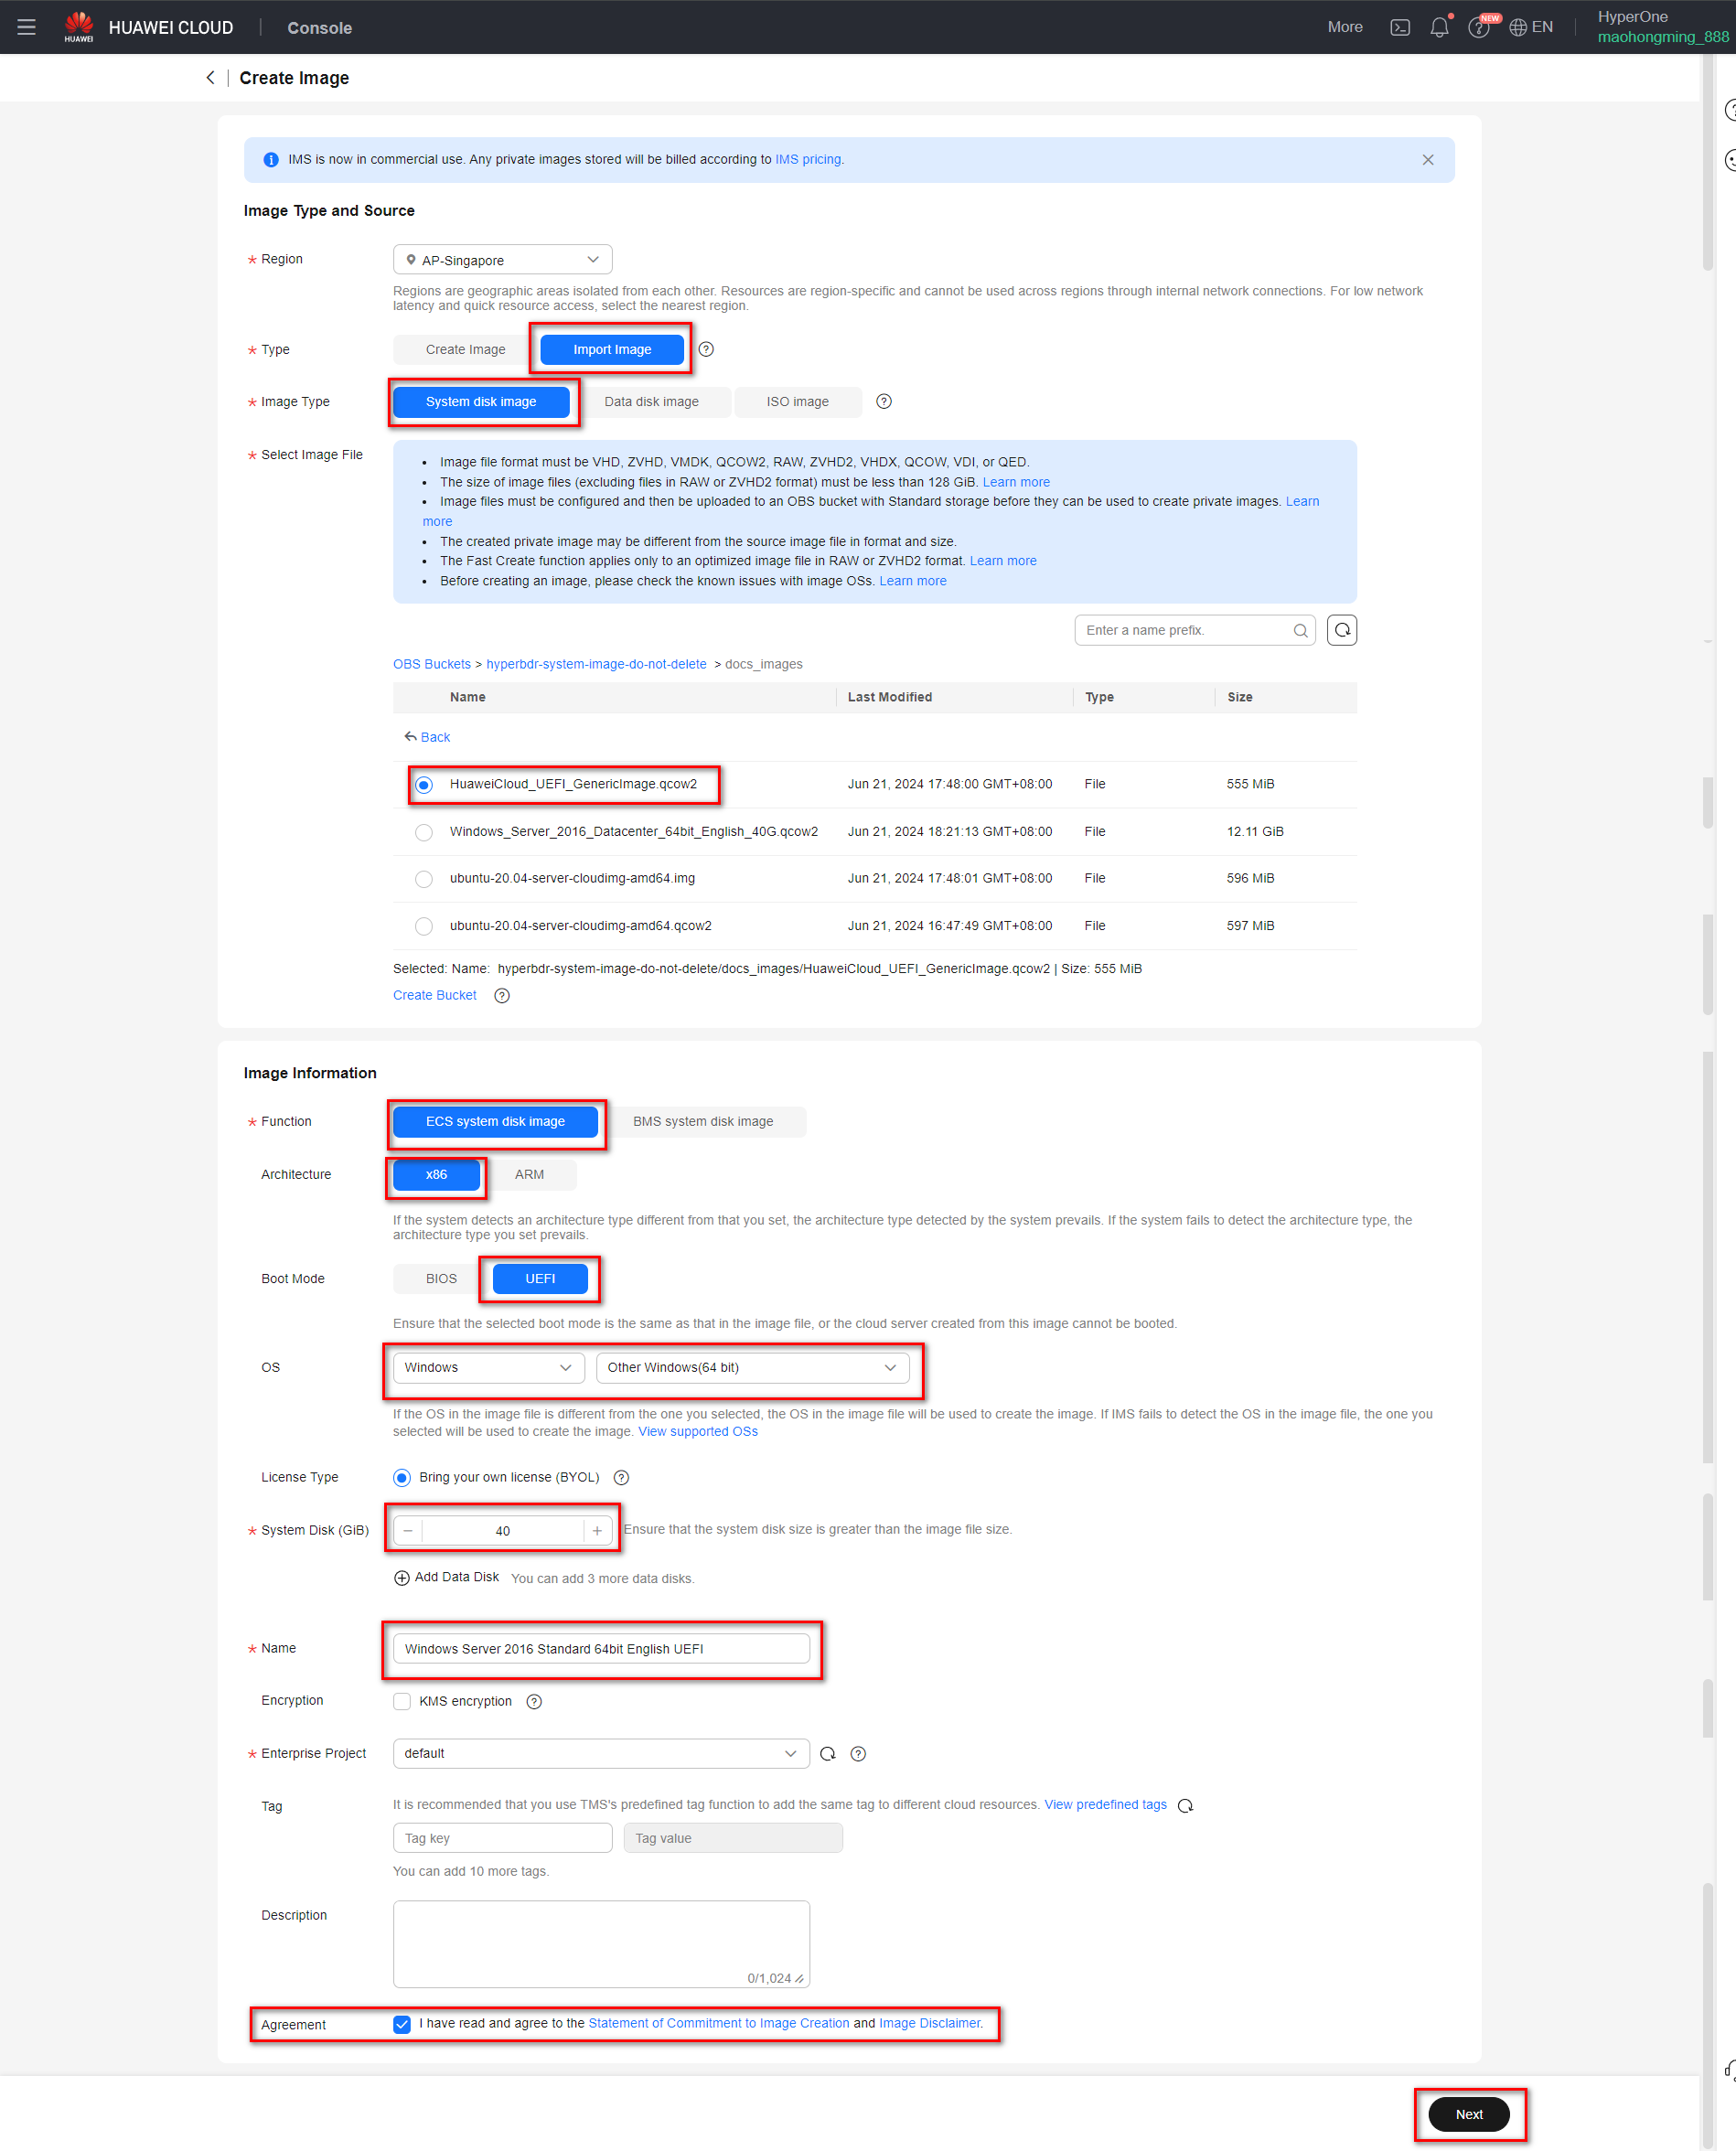 HUAWEI
HUAWEI CLOUD
Console
More
NEW
EN
HyperOne
maohongming_888
Create Image
IMS is now in commercial use. Any private images stored will be billed according to IMS pricing.
Image Type and Source
* Region
AP-Singapore
Regions are geographic areas isolated from each other. Resources are region-specific and cannot be used across regions through internal network connections. For low network
latency and quick resource access, select the nearest region.
* Type
Create Image
Import Image
* Image Type
System disk image
Data disk image
ISO image
* Select Image File
• Image file format must be VHD, ZVHD, VMDK, QCOW2, RAW, ZVHD2, VHDX, QCOW, VDI, or QED.
• The size of image files (excluding files in RAW or ZVHD2 format) must be less than 128 GiB. Learn more
• Image files must be configured and then be uploaded to an OBS bucket with Standard storage before they can be used to create private images. Learn
more
• The created private image may be different from the source image file in format and size.
• The Fast Create function applies only to an optimized image file in RAW or ZVHD2 format. Learn more
• Before creating an image, please check the known issues with image OSs. Learn more
Enter a name prefix.
OBS Buckets > hyperbdr-system-image-do-not-delete > docs_images
Name Last Modified Type Size
Back
HuaweiCloud_UEFI_GenericImage.qcow2 Jun 21, 2024 17:48:00 GMT+08:00 File 555 MiB
Windows_Server_2016_Datacenter_64bit_English_40G.qcow2 Jun 21, 2024 18:21:13 GMT+08:00 File 12.11 GiB
ubuntu-20.04-server-cloudimg-amd64.img Jun 21, 2024 17:48:01 GMT+08:00 File 596 MiB
ubuntu-20.04-server-cloudimg-amd64.qcow2 Jun 21, 2024 16:47:49 GMT+08:00 File 597 MiB
Selected: Name: hyperbdr-system-image-do-not-delete/docs_images/HuaweiCloud_UEFI_GenericImage.qcow2 | Size: 555 MiB
Create Bucket
Image Information
* Function
ECS system disk image
BMS system disk image
Architecture
x86
ARM
If the system detects an architecture type different from that you set, the architecture type detected by the system prevails. If the system fails to detect the architecture type, the
architecture type you set prevails.
Boot Mode
BIOS
UEFI
Ensure that the selected boot mode is the same as that in the image file, or the cloud server created from this image cannot be booted.
OS
Windows
Other Windows(64 bit)
If the OS in the image file is different from the one you selected, the OS in the image file will be used to create the image. If IMS fails to detect the OS in the image file, the one you
selected will be used to create the image. View supported OSs
License Type
Bring your own license (BYOL)
* System Disk (GiB)
− 40 +
Ensure that the system disk size is greater than the image file size.
Add Data Disk
You can add 3 more data disks.
* Name
Windows Server 2016 Standard 64bit English UEFI
Encryption
KMS encryption
* Enterprise Project
default
Tag
It is recommended that you use TMS's predefined tag function to add the same tag to different cloud resources. View predefined tags
Tag key
Tag value
You can add 10 more tags.
Description
0/1,024
Agreement
I have read and agree to the Statement of Commitment to Image Creation and Image Disclaimer.
Next